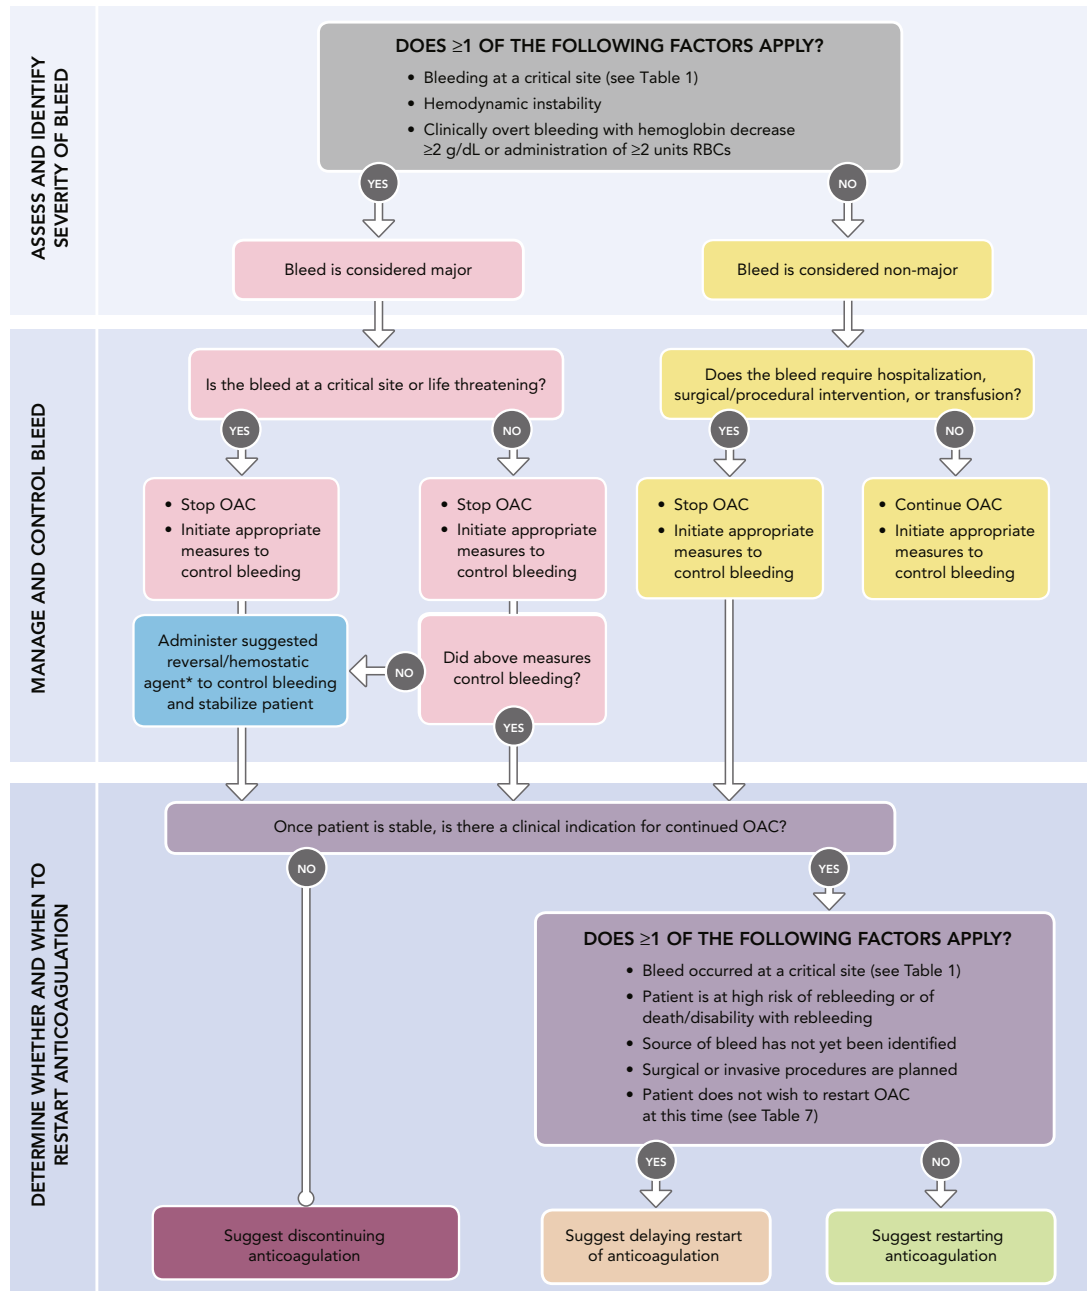 ASSESS AND IDENTIFY
SEVERITY OF BLEED
DOES ≥1 OF THE FOLLOWING FACTORS APPLY?
• Bleeding at a critical site (see Table 1)
• Hemodynamic instability
• Clinically overt bleeding with hemoglobin decrease
≥2 g/dL or administration of ≥2 units RBCs
YES
NO
Bleed is considered major
Bleed is considered non-major
MANAGE AND CONTROL BLEED
Is the bleed at a critical site or life threatening?
Does the bleed require hospitalization,
surgical/procedural intervention, or transfusion?
YES
NO
YES
NO
• Stop OAC
• Initiate appropriate
measures to
control bleeding
• Stop OAC
• Initiate appropriate
measures to
control bleeding
• Stop OAC
• Initiate appropriate
measures to
control bleeding
• Continue OAC
• Initiate appropriate
measures to
control bleeding
Administer suggested
reversal/hemostatic
agent* to control bleeding
and stabilize patient
NO
Did above measures
control bleeding?
YES
DETERMINE WHETHER AND WHEN TO
RESTART ANTICOAGULATION
Once patient is stable, is there a clinical indication for continued OAC?
NO
YES
DOES ≥1 OF THE FOLLOWING FACTORS APPLY?
• Bleed occurred at a critical site (see Table 1)
• Patient is at high risk of rebleeding or of
death/disability with rebleeding
• Source of bleed has not yet been identified
• Surgical or invasive procedures are planned
• Patient does not wish to restart OAC
at this time (see Table 7)
YES
NO
Suggest discontinuing
anticoagulation
Suggest delaying restart
of anticoagulation
Suggest restarting
anticoagulation